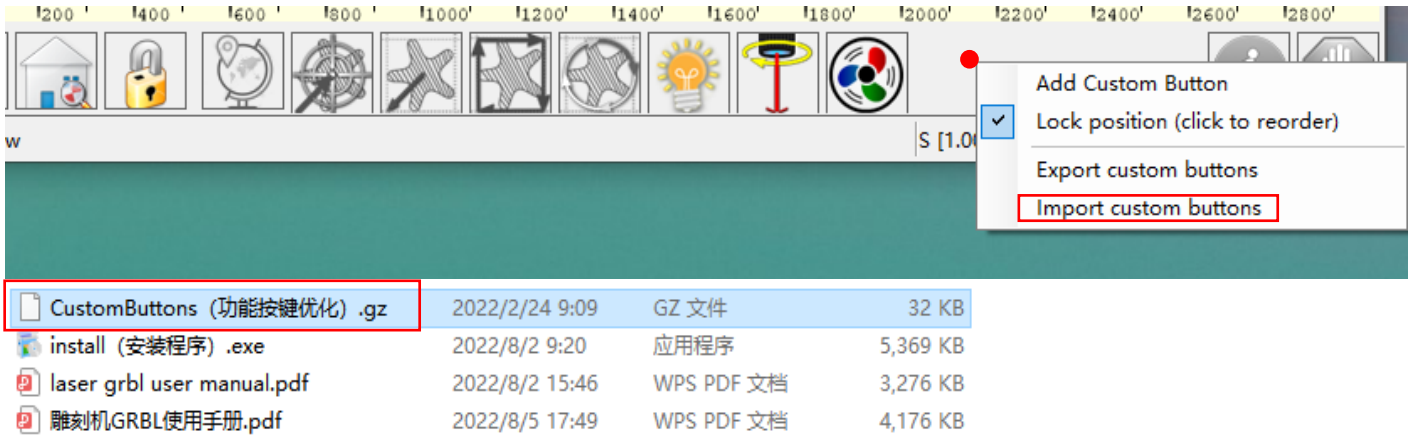 200 400 600 800 1000 1200 1400 1600 1800 2000 2200 2400 2600 2800
Add Custom Button
w
S [1.00
Lock position (click to reorder)
Export custom buttons
Import custom buttons
CustomButtons（功能按键优化）.gz 2022/2/24 9:09 GZ 文件 32 KB
install（安装程序）.exe 2022/8/2 9:20 应用程序 5,369 KB
laser grbl user manual.pdf 2022/8/2 15:46 WPS PDF 文档 3,276 KB
雕刻机GRBL使用手册.pdf 2022/8/5 17:49 WPS PDF 文档 4,176 KB